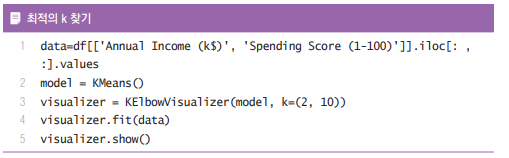 최적의 k 찾기
1 data=df[['Annual Income (k$)', 'Spending Score (1-100)']].iloc[: ,
:].values
2 model = KMeans()
3 visualizer = KElbowVisualizer(model, k=(2, 10))
4 visualizer.fit(data)
5 visualizer.show()